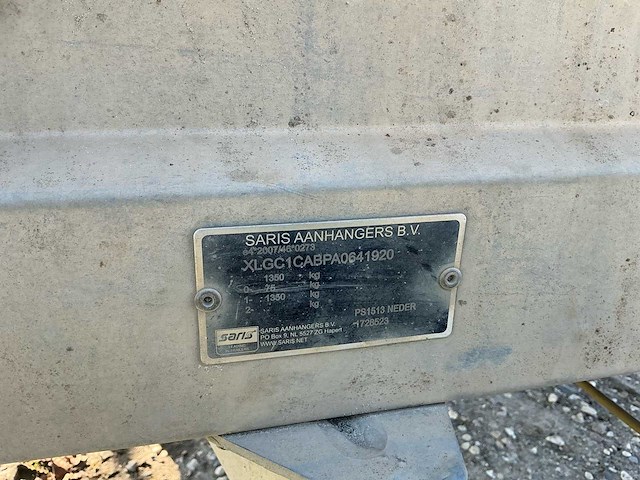 SARIS AANHANGERS B.V.
e4*2007/46*0273
XLGC1CABPA0641920
1350 kg
0- 75 kg
1- 1350 kg
2- kg
PS1513 NEDER
1728523
saris
SARIS AANHANGERS B.V.
PO Box 9, NL 5527 ZG Hapert
WWW.SARIS.NET